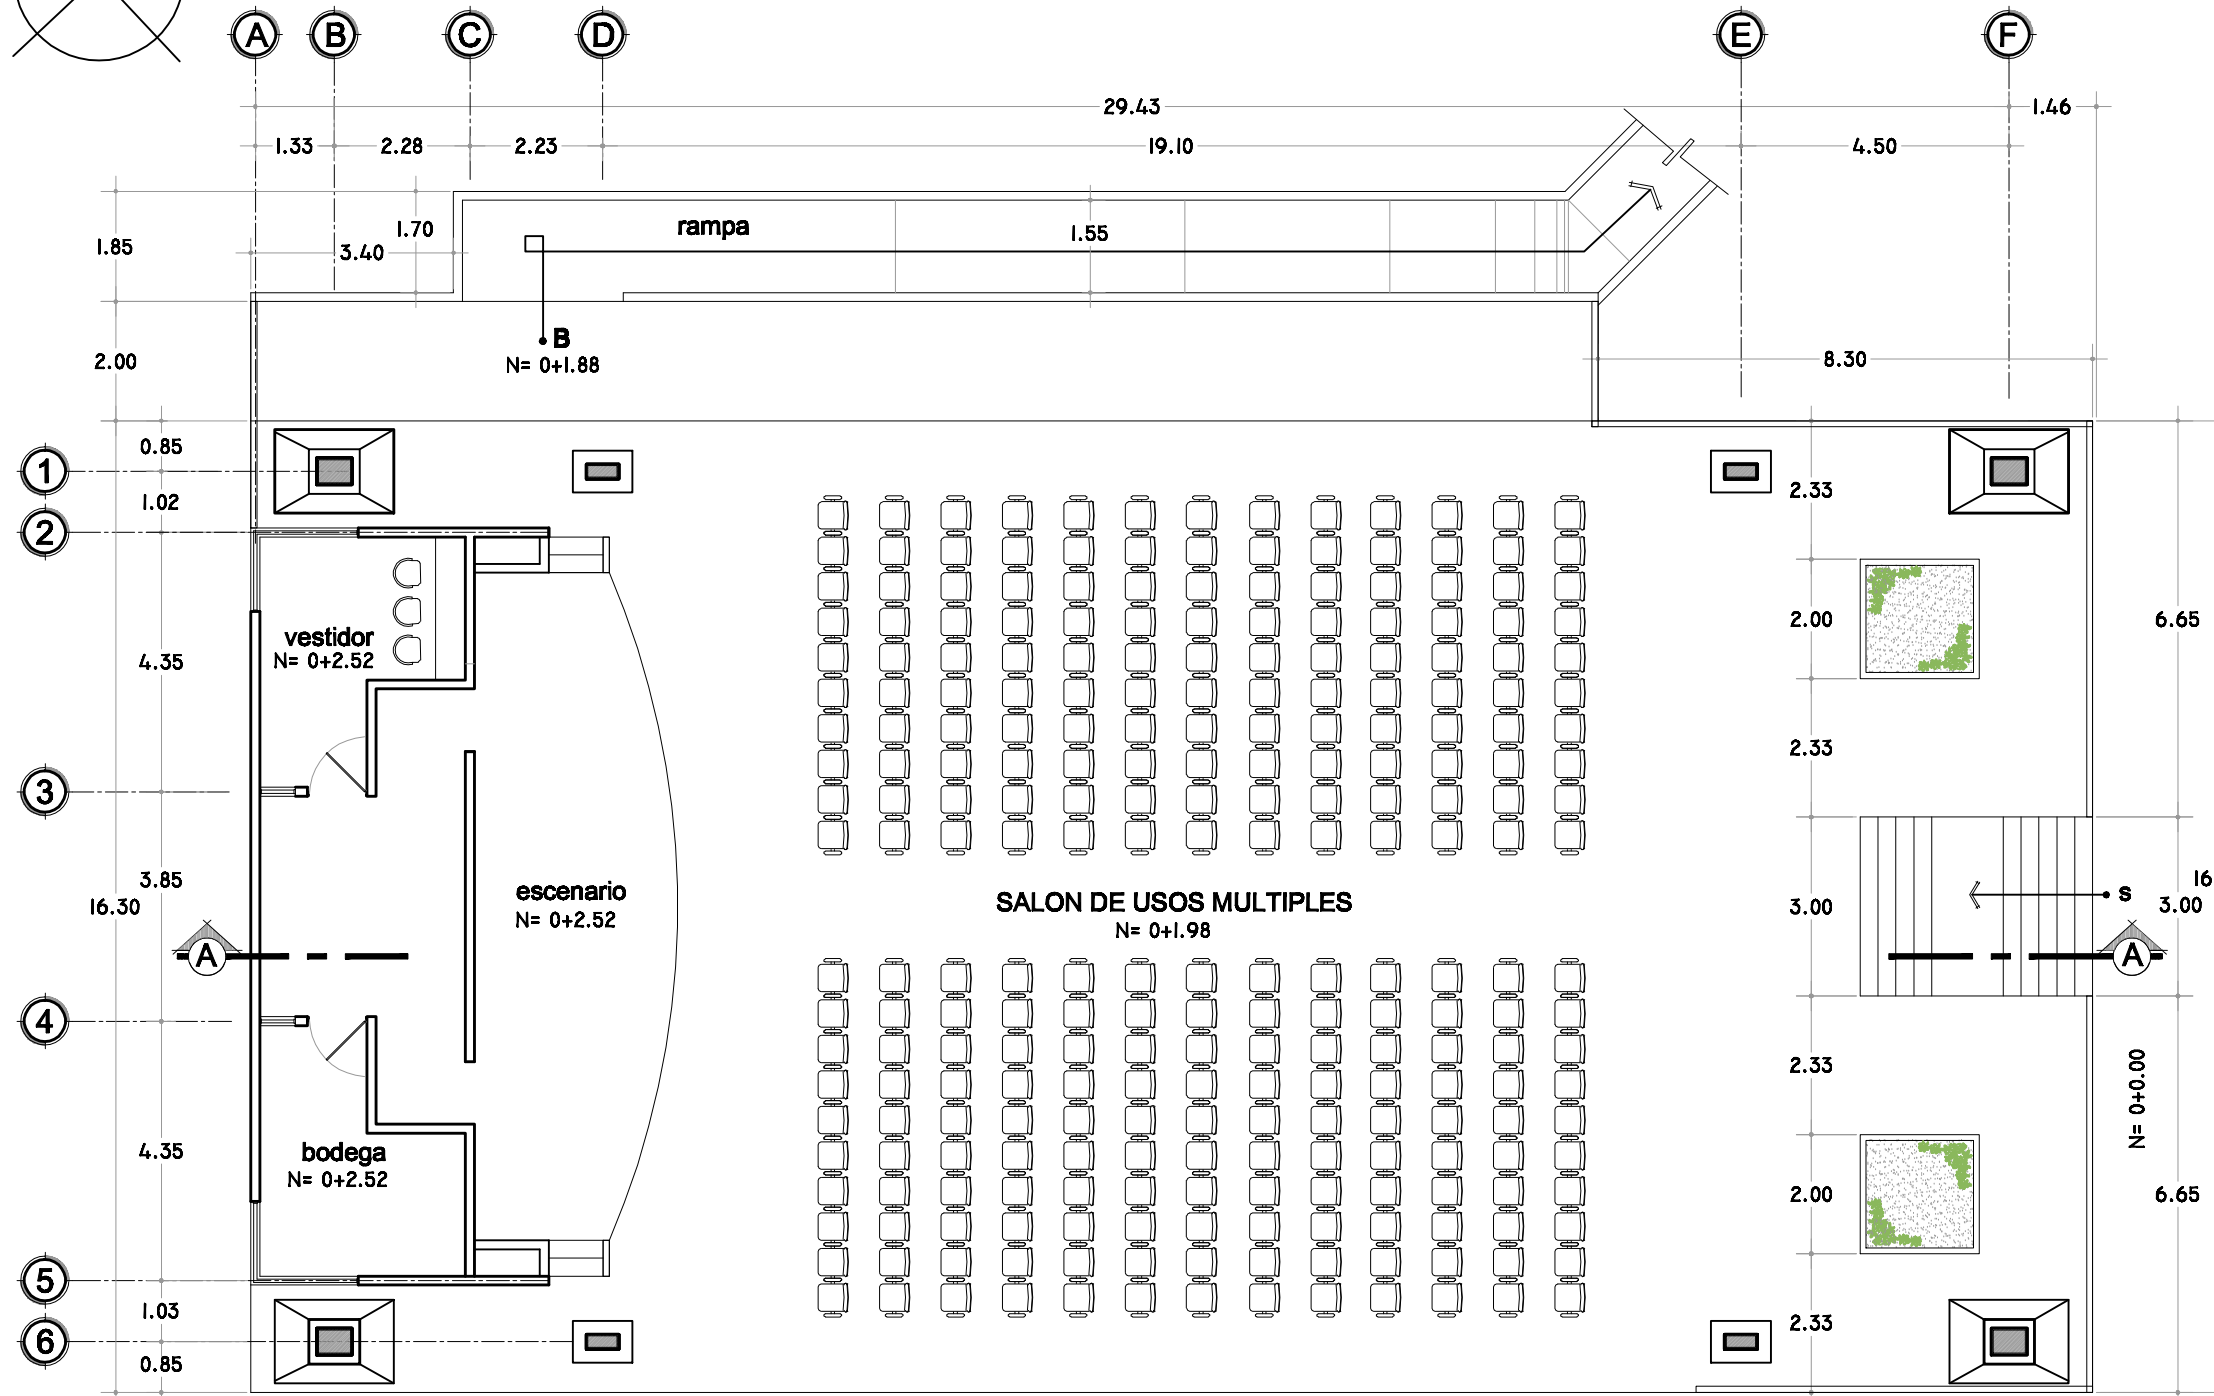 A B C D E F
29.43 1.46
1.33 2.28 2.23 19.10 4.50
1.85 1.70 3.40 rampa 1.55
B
N= 0+1.88
2.00 8.30
0.85
1
1.02 2.33
2
vestidor
N= 0+2.52
4.35 2.00 6.65
2.33
3
3.85
16.30
escenario
N= 0+2.52
SALON DE USOS MULTIPLES
N= 0+1.98
3.00
s
16
3.00
A A
4
2.33
N= 0+0.00
bodega
N= 0+2.52
4.35 2.00 6.65
5
1.03 2.33
6
0.85